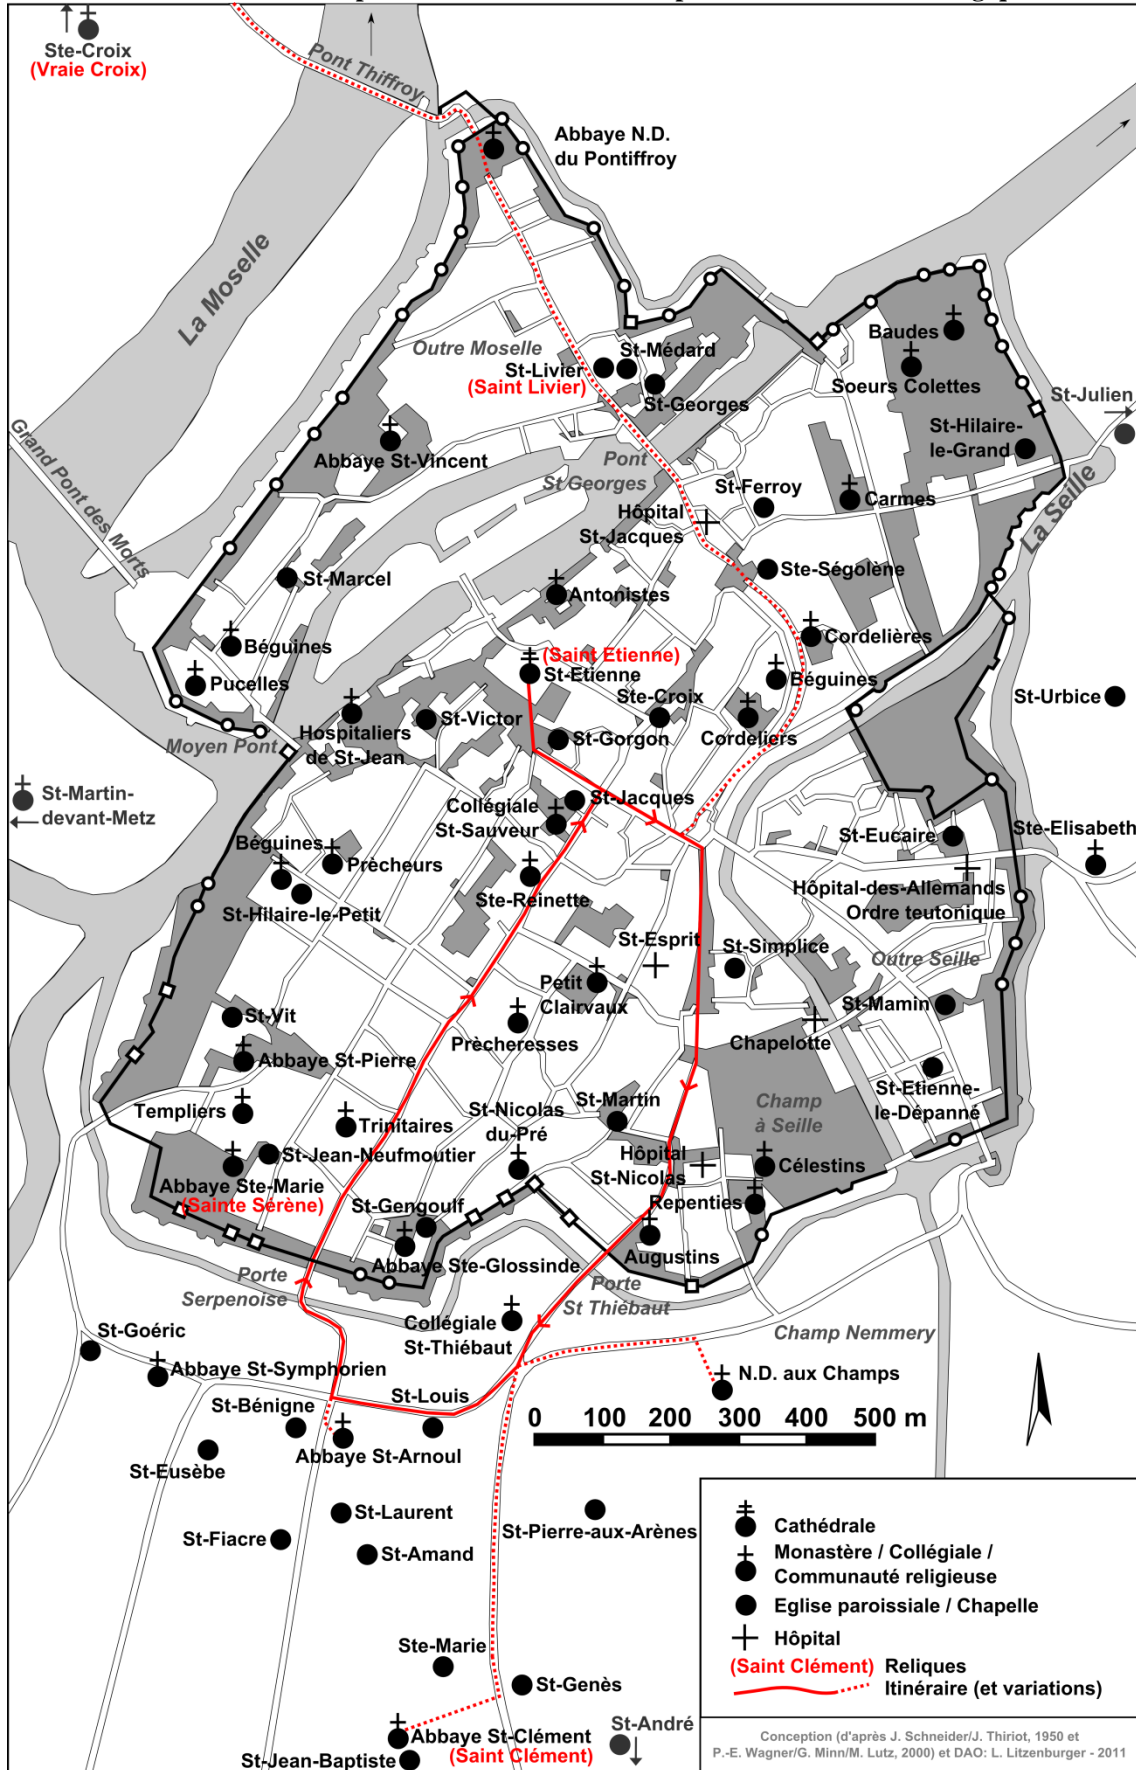 Ste-Croix
(Vraie Croix)
Pont Thiffroy
Abbaye N.D.
du Pontiffroy
La Moselle
Outre Moselle
St-Médard
St-Livier
(Saint Livier)
St-Georges
Baudes
Soeurs Colettes
St-Julien
St-Hilaire-
le-Grand
Grand Pont des Morts
Abbaye St-Vincent
Pont
St Georges
St-Ferroy
Carmes
La Seille
Hôpital
St-Jacques
St-Marcel
Antonistes
Ste-Ségolène
Béguines
Cordelières
Pucelles
(Saint Etienne)
St-Etienne
Ste-Croix
Béguines
St-Urbice
Hospitaliers
de St-Jean
St-Victor
St-Gorgon
Cordeliers
Moyen Pont
St-Martin-
devant-Metz
Collégiale
St-Sauveur
St-Jacques
St-Eucaire
Ste-Elisabeth
Béguines
Prècheurs
St-Hilaire-le-Petit
Ste-Reinette
Hôpital-des-Allemands
Ordre teutonique
St-Esprit
St-Simplice
Outre Seille
Petit
Clairvaux
St-Mamin
St-Vit
Prècheresses
Chapelotte
Abbaye St-Pierre
St-Etienne-
le-Dépanné
Templiers
Trinitaires
St-Nicolas
du-Pré
St-Martin
Champ
à Seille
St-Jean-Neufmoutier
Hôpital
St-Nicolas
Célestins
Abbaye Ste-Marie
(Sainte Sérène)
St-Gengoulf
Repenties
Abbaye Ste-Glossinde
Augustins
Porte
Serpenoise
Porte
St Thiébaut
Collégiale
St-Thiébaut
Champ Nemmery
St-Goéric
Abbaye St-Symphorien
N.D. aux Champs
St-Louis
St-Bénigne
Abbaye St-Arnoul
St-Eusèbe
0 100 200 300 400 500 m
St-Laurent
St-Pierre-aux-Arènes
St-Fiacre
St-Amand
Ste-Marie
St-Genès
Abbaye St-Clément
(Saint Clément)
St-Jean-Baptiste
St-André
Cathédrale
Monastère / Collégiale /
Communauté religieuse
Eglise paroissiale / Chapelle
Hôpital
(Saint Clément) Reliques
Itinéraire (et variations)
Conception (d'après J. Schneider/J. Thiriot, 1950 et
P.-E. Wagner/G. Minn/M. Lutz, 2000) et DAO: L. Litzenburger - 2011